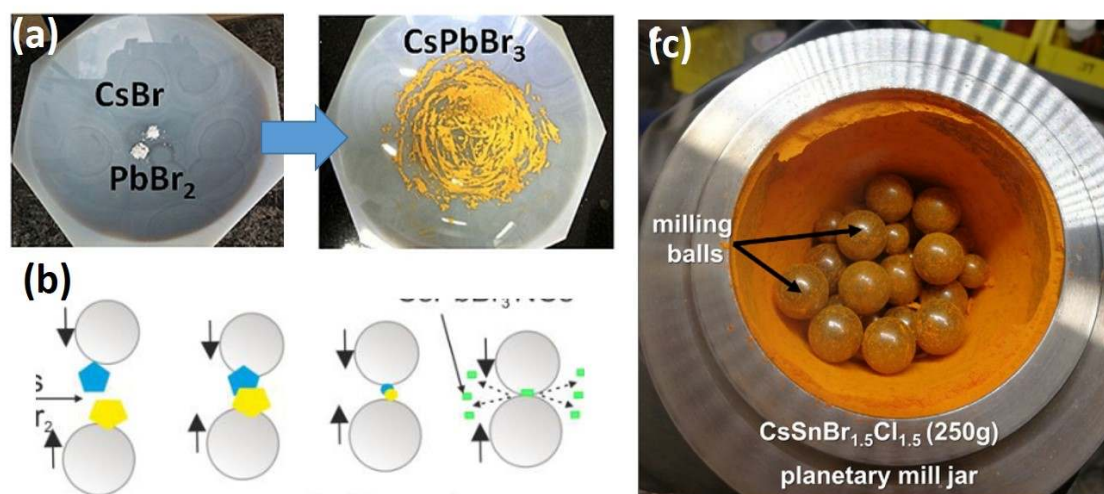 (a)
CsBr
PbBr₂
CsPbBr₃
(b)
(c)
milling
balls
CsSnBr₁.₅Cl₁.₅ (250g)
planetary mill jar